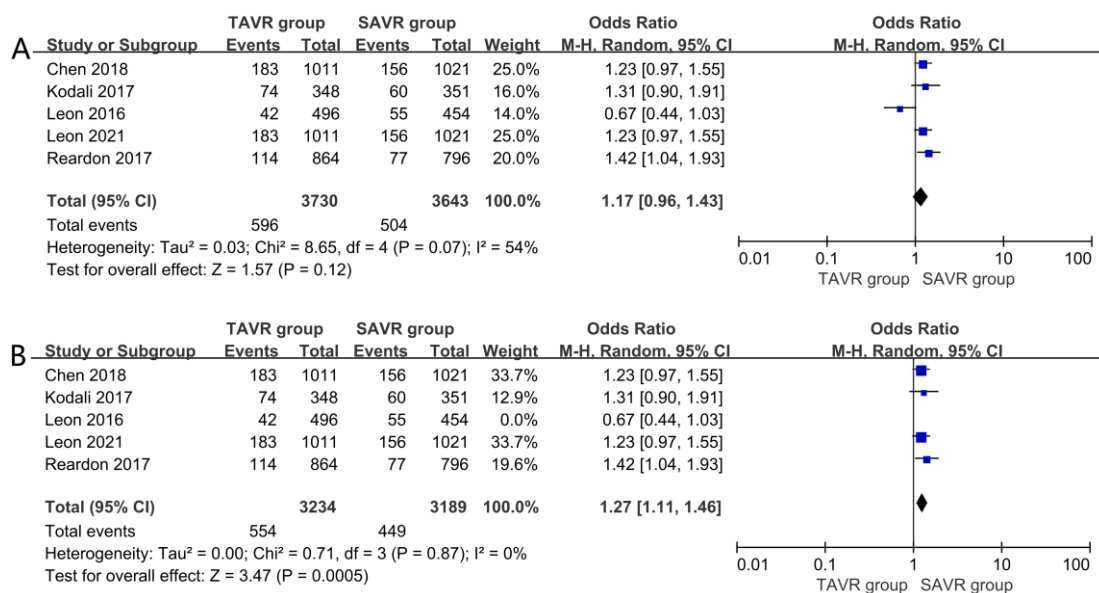 TAVR group SAVR group Odds Ratio Odds Ratio
A Study or Subgroup Events Total Events Total Weight M-H, Random, 95% CI M-H, Random, 95% CI
Chen 2018 183 1011 156 1021 25.0% 1.23 [0.97, 1.55]
Kodali 2017 74 348 60 351 16.0% 1.31 [0.90, 1.91]
Leon 2016 42 496 55 454 14.0% 0.67 [0.44, 1.03]
Leon 2021 183 1011 156 1021 25.0% 1.23 [0.97, 1.55]
Reardon 2017 114 864 77 796 20.0% 1.42 [1.04, 1.93]
Total (95% CI) 3730 3643 100.0% 1.17 [0.96, 1.43]
Total events 596 504
Heterogeneity: Tau² = 0.03; Chi² = 8.65, df = 4 (P = 0.07); I² = 54%
Test for overall effect: Z = 1.57 (P = 0.12)
0.01 0.1 1 10 100
TAVR group SAVR group
TAVR group SAVR group Odds Ratio Odds Ratio
B Study or Subgroup Events Total Events Total Weight M-H, Random, 95% CI M-H, Random, 95% CI
Chen 2018 183 1011 156 1021 33.7% 1.23 [0.97, 1.55]
Kodali 2017 74 348 60 351 12.9% 1.31 [0.90, 1.91]
Leon 2016 42 496 55 454 0.0% 0.67 [0.44, 1.03]
Leon 2021 183 1011 156 1021 33.7% 1.23 [0.97, 1.55]
Reardon 2017 114 864 77 796 19.6% 1.42 [1.04, 1.93]
Total (95% CI) 3234 3189 100.0% 1.27 [1.11, 1.46]
Total events 554 449
Heterogeneity: Tau² = 0.00; Chi² = 0.71, df = 3 (P = 0.87); I² = 0%
Test for overall effect: Z = 3.47 (P = 0.0005)
0.01 0.1 1 10 100
TAVR group SAVR group